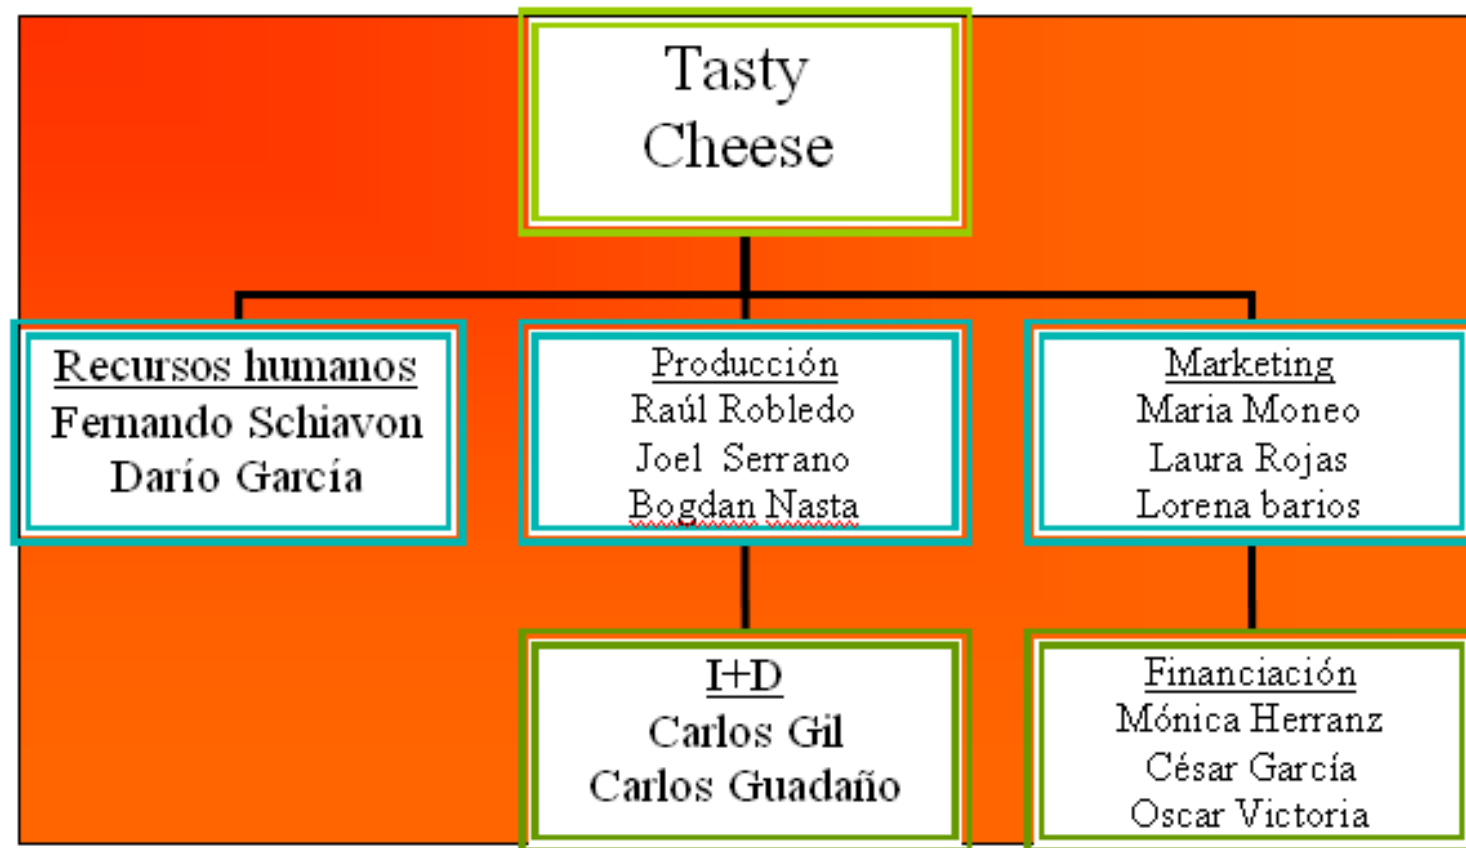 Tasty
Cheese
Recursos humanos
Fernando Schiavon
Darío García
Producción
Raúl Robledo
Joel Serrano
Bogdan Nasta
Marketing
Maria Moneo
Laura Rojas
Lorena barios
I+D
Carlos Gil
Carlos Guadaño
Financiación
Mónica Herranz
César García
Oscar Victoria